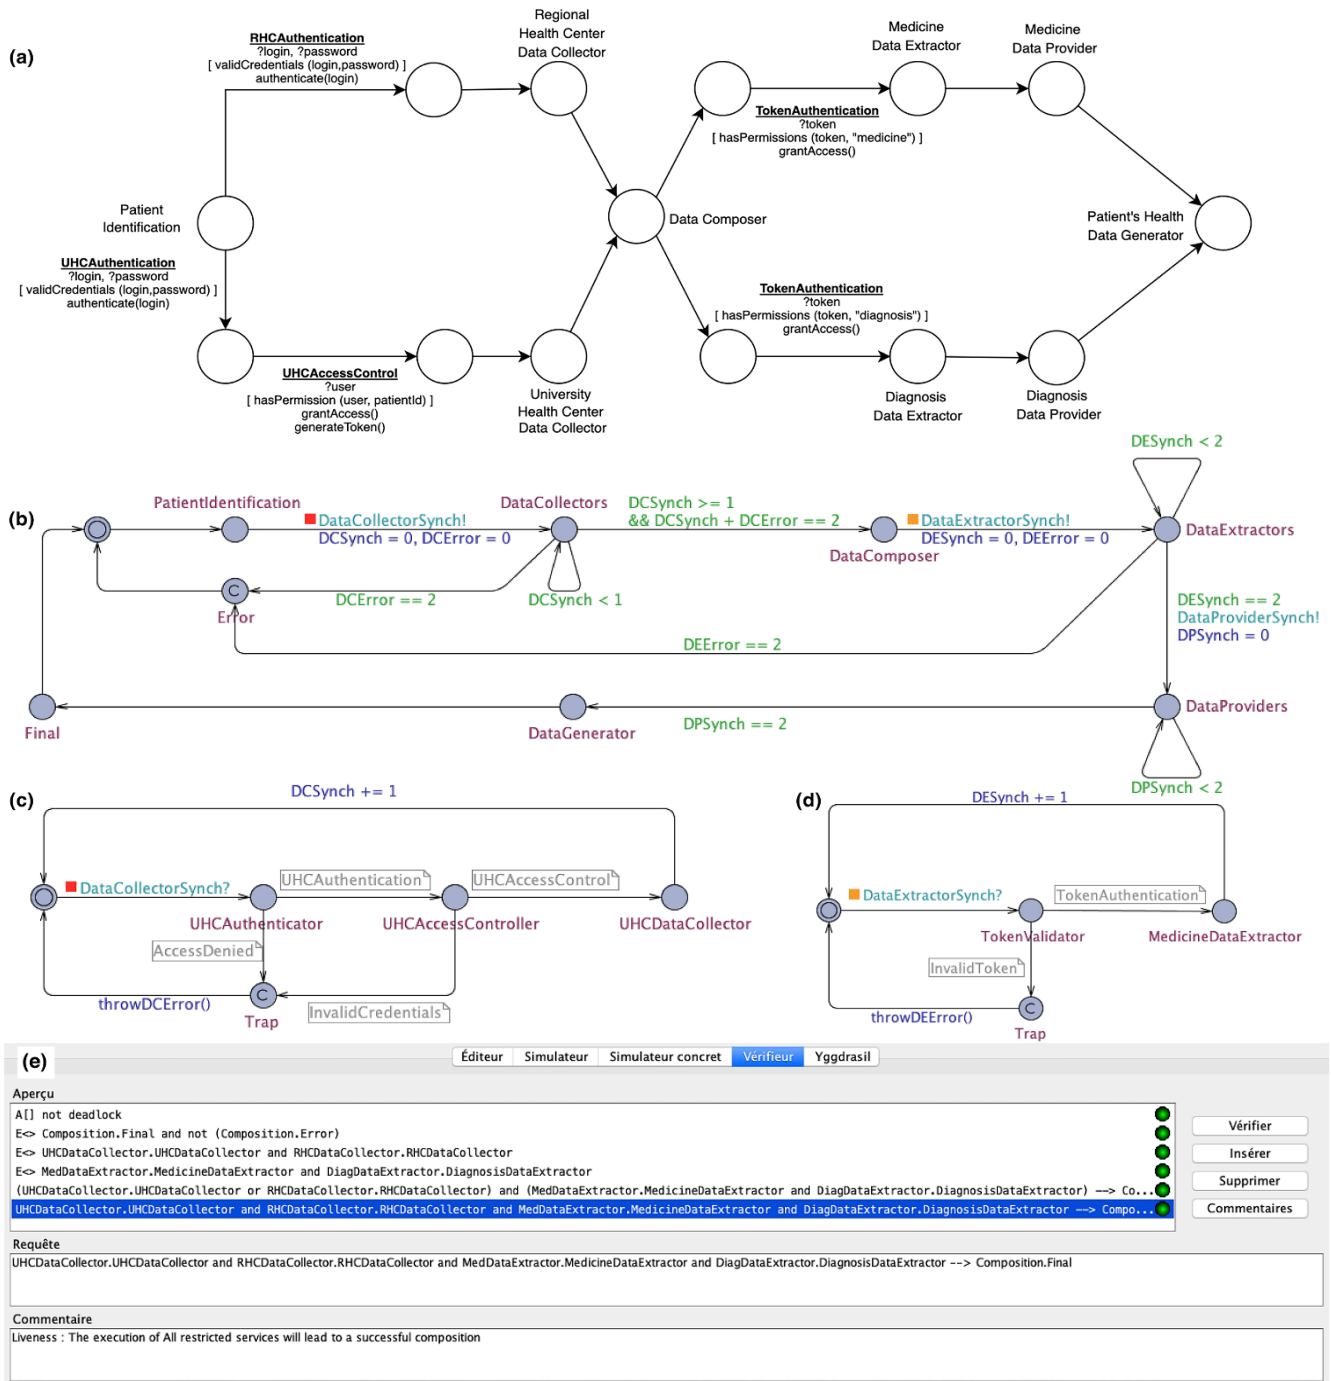 (a)
RHCAuthentication
?login, ?password
[ validCredentials (login,password) ]
authenticate(login)
Regional
Health Center
Data Collector
Medicine
Data Extractor
Medicine
Data Provider
TokenAuthentication
?token
[ hasPermissions (token, "medicine") ]
grantAccess()
Patient
Identification
Data Composer
Patient's Health
Data Generator
UHCAuthentication
?login, ?password
[ validCredentials (login,password) ]
authenticate(login)
TokenAuthentication
?token
[ hasPermissions (token, "diagnosis") ]
grantAccess()
UHCAccessControl
?user
[ hasPermission (user, patientId) ]
grantAccess()
generateToken()
University
Health Center
Data Collector
Diagnosis
Data Extractor
Diagnosis
Data Provider
(b)
DESynch < 2
PatientIdentification
DataCollectorSynch!
DCSynch = 0, DCError = 0
DataCollectors
DCSynch >= 1
&& DCSynch + DCError == 2
DataComposer
DataExtractorSynch!
DESynch = 0, DEError = 0
DataExtractors
C
Error
DCError == 2
DCSynch < 1
DEError == 2
DESynch == 2
DataProviderSynch!
DPSynch = 0
Final
DataGenerator
DPSynch == 2
DataProviders
DPSynch < 2
(c)
DCSynch += 1
DataCollectorSynch?
UHCAuthentication
UHCAccessControl
UHCAuthenticator
UHCAccessController
UHCDataCollector
AccessDenied
throwDCError()
C
Trap
InvalidCredentials
(d)
DESynch += 1
DataExtractorSynch?
TokenAuthentication
TokenValidator
MedicineDataExtractor
InvalidToken
throwDEError()
C
Trap
(e)
Éditeur Simulateur Simulateur concret Vérifieur Yggdrasil
Aperçu
A[] not deadlock
E<> Composition.Final and not (Composition.Error)
E<> UHCDataCollector.UHCDataCollector and RHCDataCollector.RHCDataCollector
E<> MedDataExtractor.MedicineDataExtractor and DiagDataExtractor.DiagnosisDataExtractor
(UHCDataCollector.UHCDataCollector or RHCDataCollector.RHCDataCollector) and (MedDataExtractor.MedicineDataExtractor and DiagDataExtractor.DiagnosisDataExtractor) --> Co...
UHCDataCollector.UHCDataCollector and RHCDataCollector.RHCDataCollector and MedDataExtractor.MedicineDataExtractor and DiagDataExtractor.DiagnosisDataExtractor --> Compo...
Vérifier
Insérer
Supprimer
Commentaires
Requête
UHCDataCollector.UHCDataCollector and RHCDataCollector.RHCDataCollector and MedDataExtractor.MedicineDataExtractor and DiagDataExtractor.DiagnosisDataExtractor --> Composition.Final
Commentaire
Liveness : The execution of All restricted services will lead to a successful composition